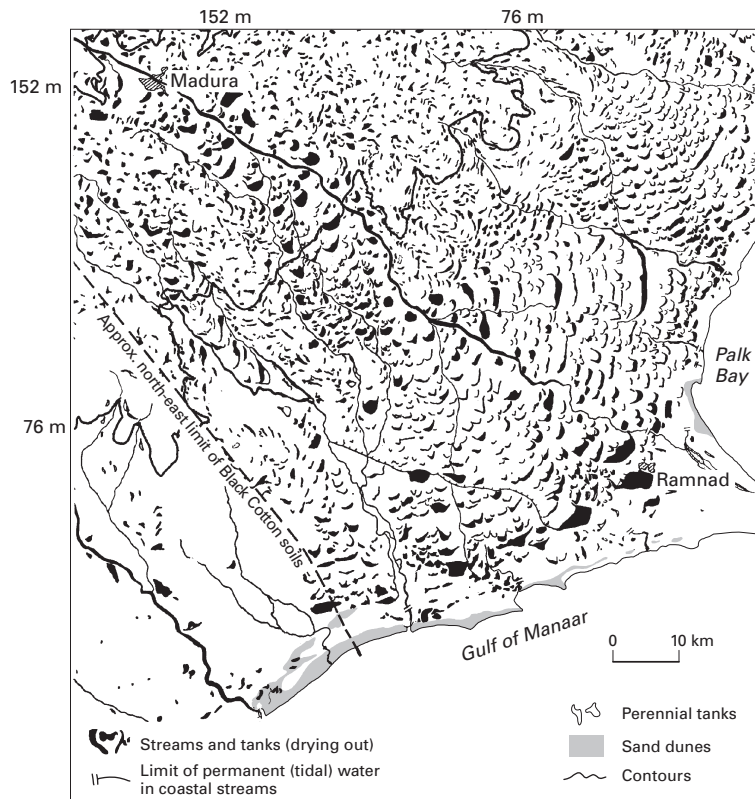 152 m
76 m
152 m
Madura
Approx. north-east limit of Black Cotton soils
Palk
Bay
76 m
Ramnad
Gulf of Manaar
0
10 km
Perennial tanks
Streams and tanks (drying out)
Sand dunes
Limit of permanent (tidal) water
in coastal streams
Contours